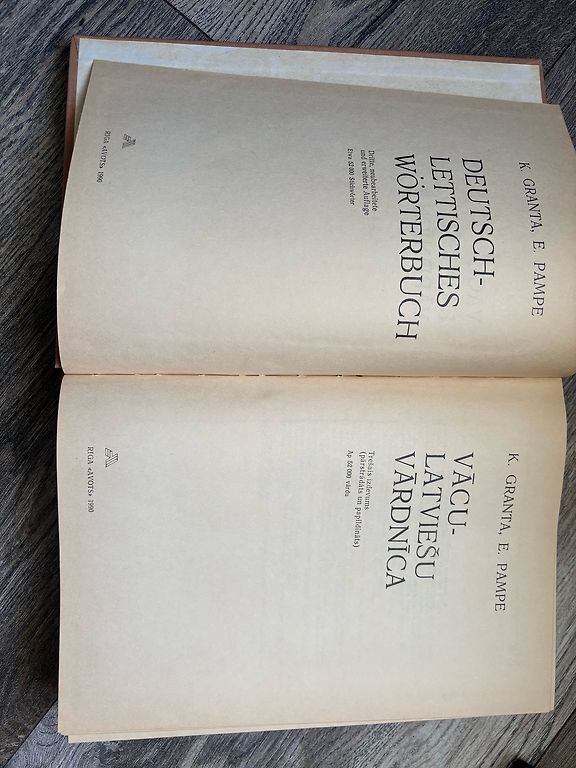 K. GRANTA, E. PAMPE
DEUTSCH-
LETTISCHES
WÖRTERBUCH
Dritte, neubearbeitete
und erweiterte Auflage
Etwa 52 000 Stichwörter
RIGA «AVOTS» 1990
K. GRANTA, E. PAMPE
VĀCU-
LATVIEŠU
VĀRDNĪCA
Trešais izdevums
(pārstrādāts un papildināts)
Ap 52 000 vārdu
RĪGA «AVOTS» 1990